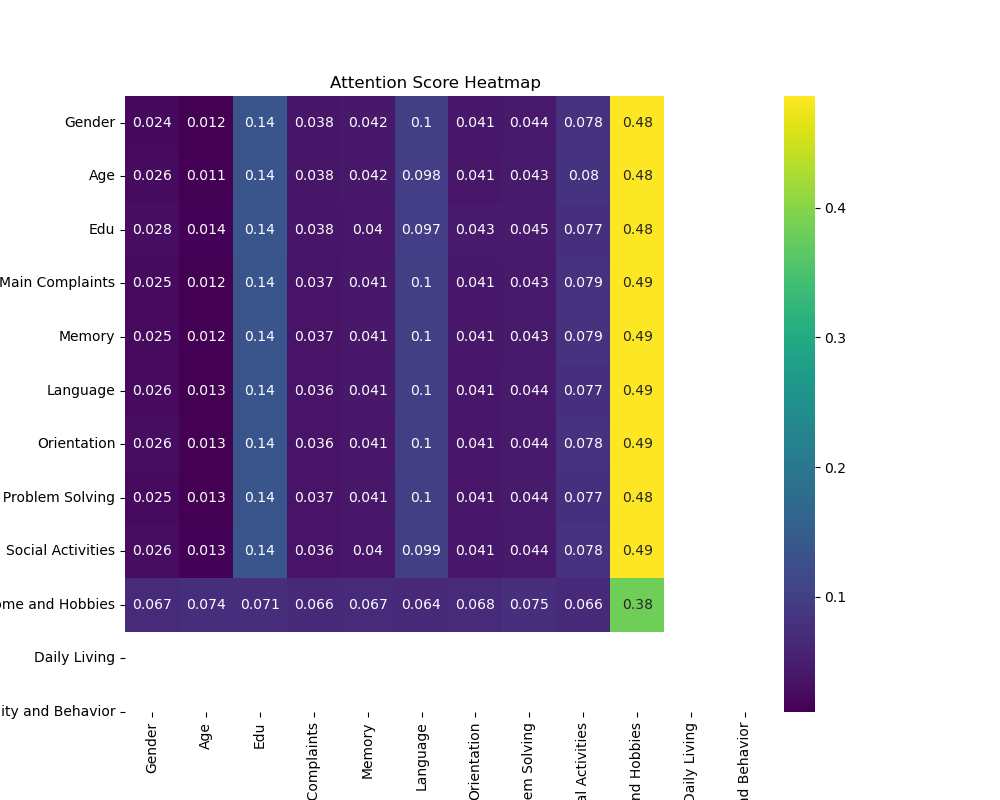 Attention Score Heatmap
Gender 0.024 0.012 0.14 0.038 0.042 0.1 0.041 0.044 0.078 0.48
Age 0.026 0.011 0.14 0.038 0.042 0.098 0.041 0.043 0.08 0.48
Edu 0.028 0.014 0.14 0.038 0.04 0.097 0.043 0.045 0.077 0.48
Main Complaints 0.025 0.012 0.14 0.037 0.041 0.1 0.041 0.043 0.079 0.49
Memory 0.025 0.012 0.14 0.037 0.041 0.1 0.041 0.043 0.079 0.49
Language 0.026 0.013 0.14 0.036 0.041 0.1 0.041 0.044 0.077 0.49
Orientation 0.026 0.013 0.14 0.036 0.041 0.1 0.041 0.044 0.078 0.49
Problem Solving 0.025 0.013 0.14 0.037 0.041 0.1 0.041 0.044 0.077 0.48
Social Activities 0.026 0.013 0.14 0.036 0.04 0.099 0.041 0.044 0.078 0.49
ome and Hobbies 0.067 0.074 0.071 0.066 0.067 0.064 0.068 0.075 0.066 0.38
Daily Living
ity and Behavior
Gender
Age
Edu
Complaints
Memory
Language
Orientation
em Solving
al Activities
nd Hobbies
Daily Living
nd Behavior
0.4
0.3
0.2
0.1